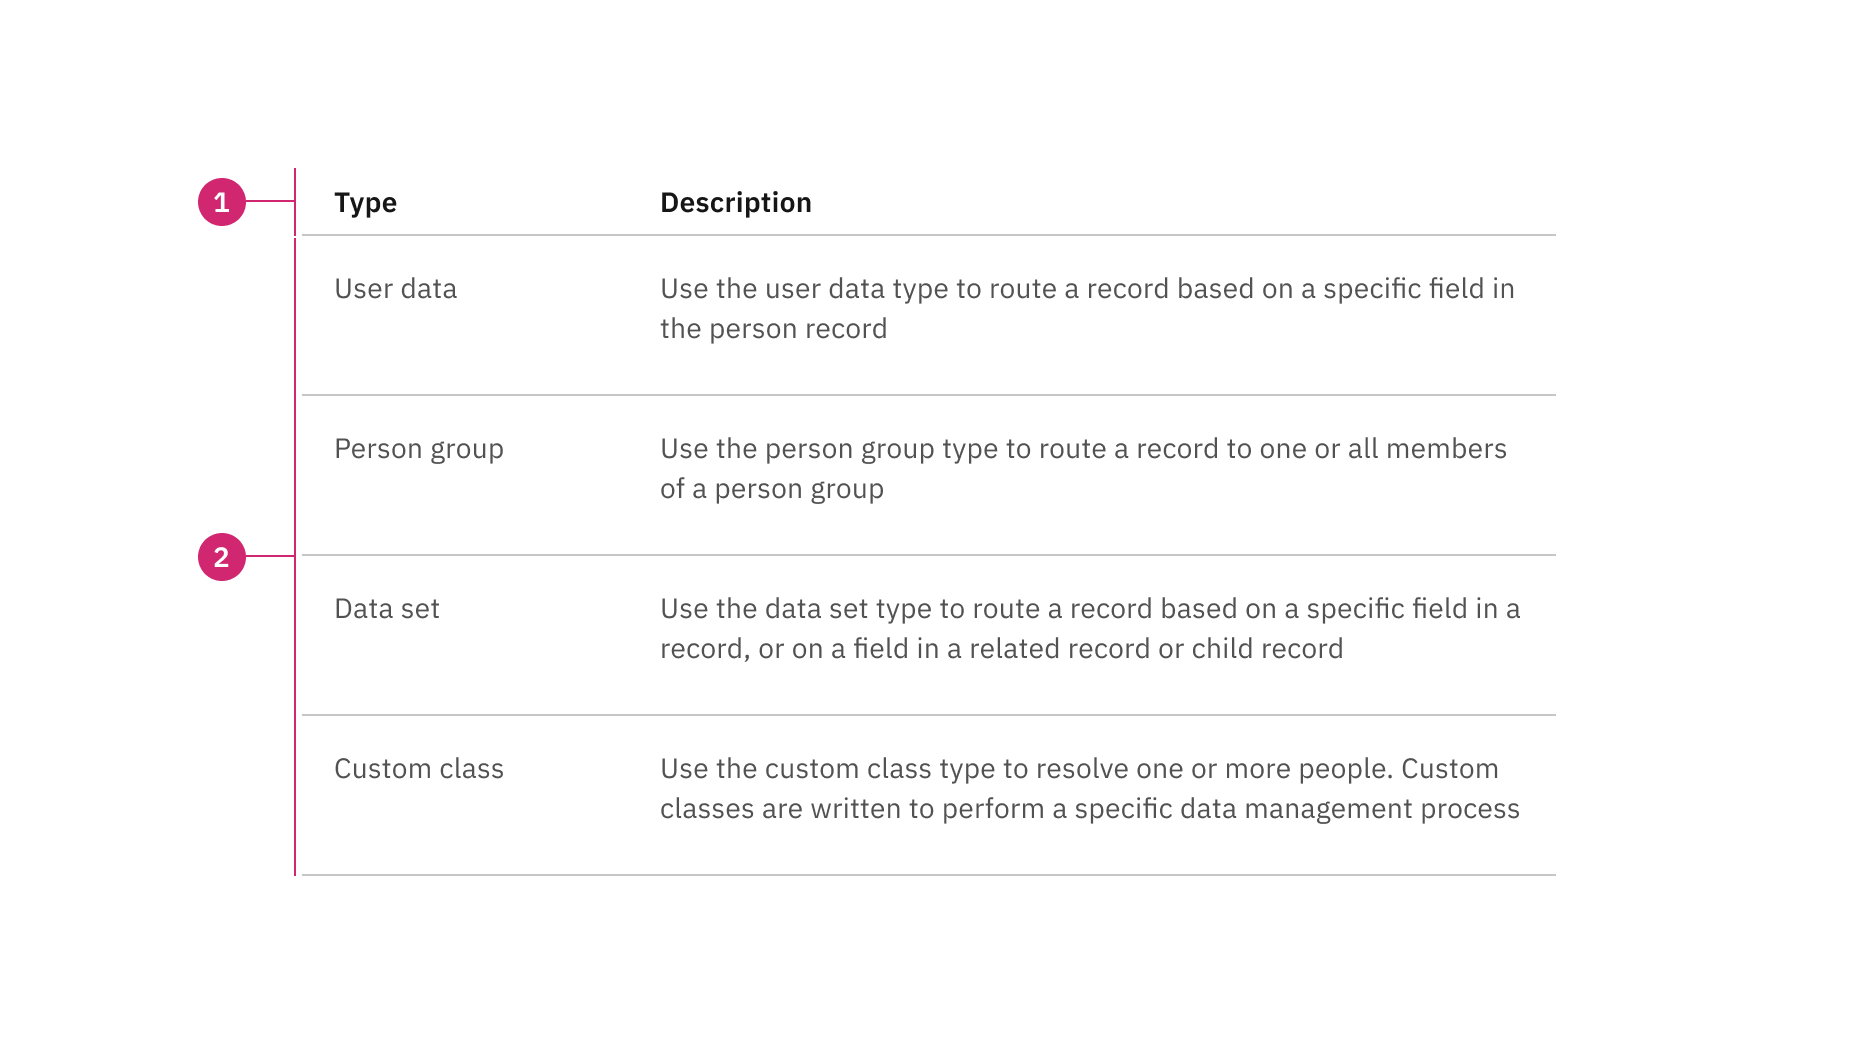 1
Type
Description
User data
Use the user data type to route a record based on a specific field in
the person record
Person group
Use the person group type to route a record to one or all members
of a person group
2
Data set
Use the data set type to route a record based on a specific field in a
record, or on a field in a related record or child record
Custom class
Use the custom class type to resolve one or more people. Custom
classes are written to perform a specific data management process